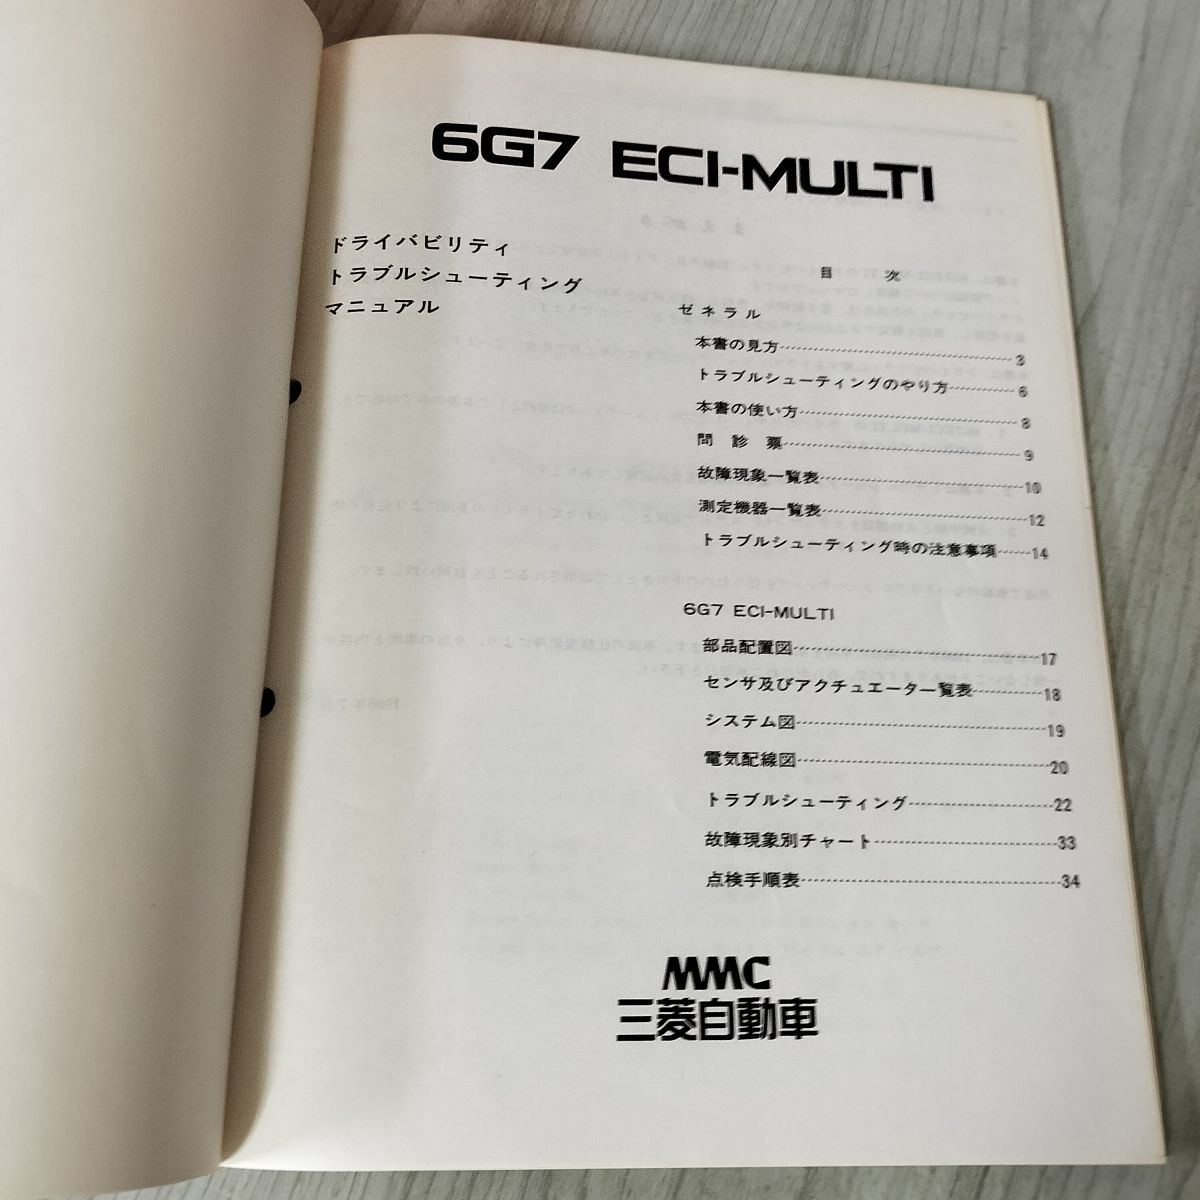 6G7 ECI-MULTI
ドライバビリティ
トラブルシューティング
マニュアル
目 次
ゼネラル
本書の見方 3
トラブルシューティングのやり方 6
本書の使い方 8
問 診 票 9
故障現象一覧表 10
測定機器一覧表 12
トラブルシューティング時の注意事項 14
6G7 ECI-MULTI
部品配置図 17
センサ及びアクチュエータ一覧表 18
システム図 19
電気配線図 20
トラブルシューティング 22
故障現象別チャート 33
点検手順表 34
MMC
三菱自動車